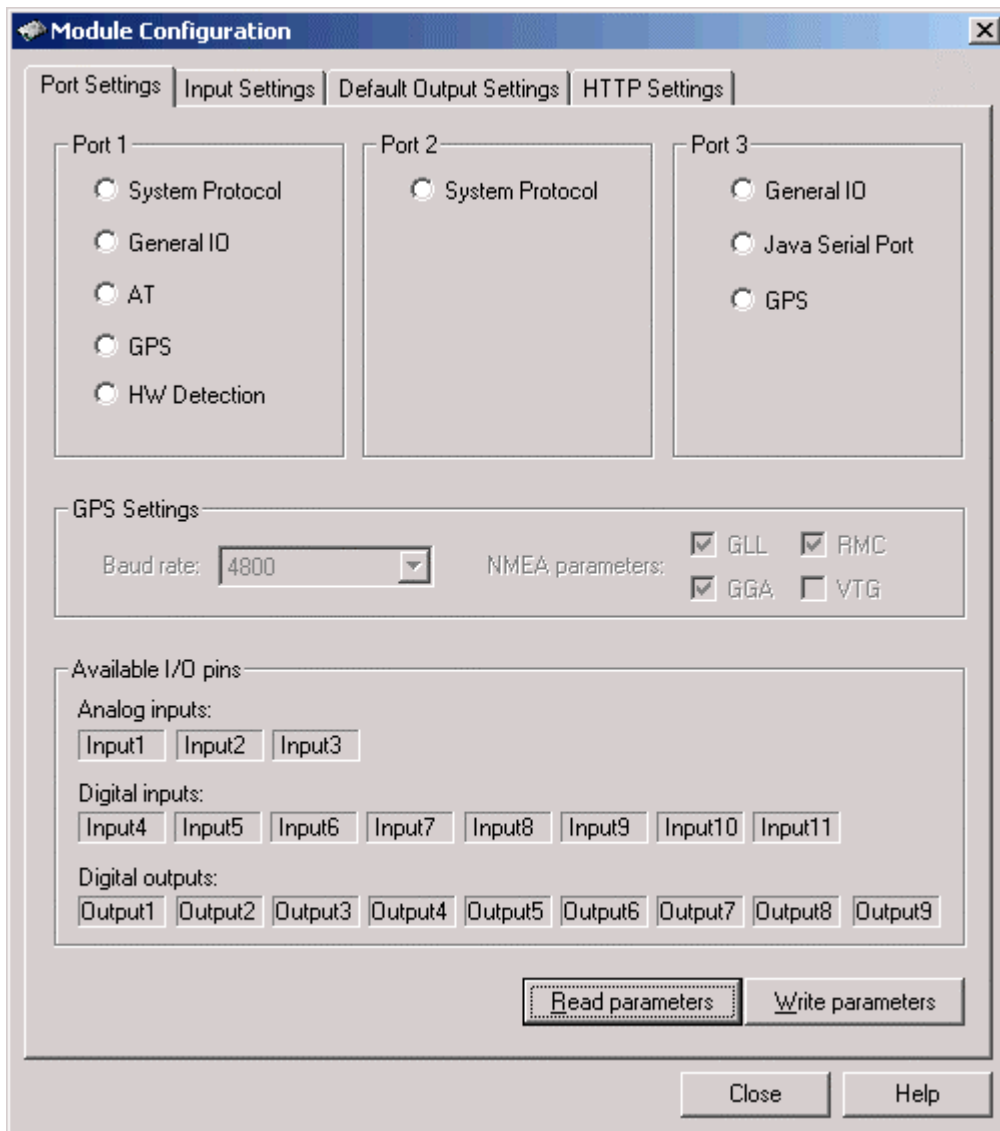 Module Configuration
Port Settings Input Settings Default Output Settings HTTP Settings
Port 1
System Protocol
General IO
AT
GPS
HW Detection
Port 2
System Protocol
Port 3
General IO
Java Serial Port
GPS
GPS Settings
Baud rate: 4800 NMEA parameters: GLL RMC
GGA VTG
Available I/O pins
Analog inputs:
Input1 Input2 Input3
Digital inputs:
Input4 Input5 Input6 Input7 Input8 Input9 Input10 Input11
Digital outputs:
Output1 Output2 Output3 Output4 Output5 Output6 Output7 Output8 Output9
Read parameters Write parameters
Close Help